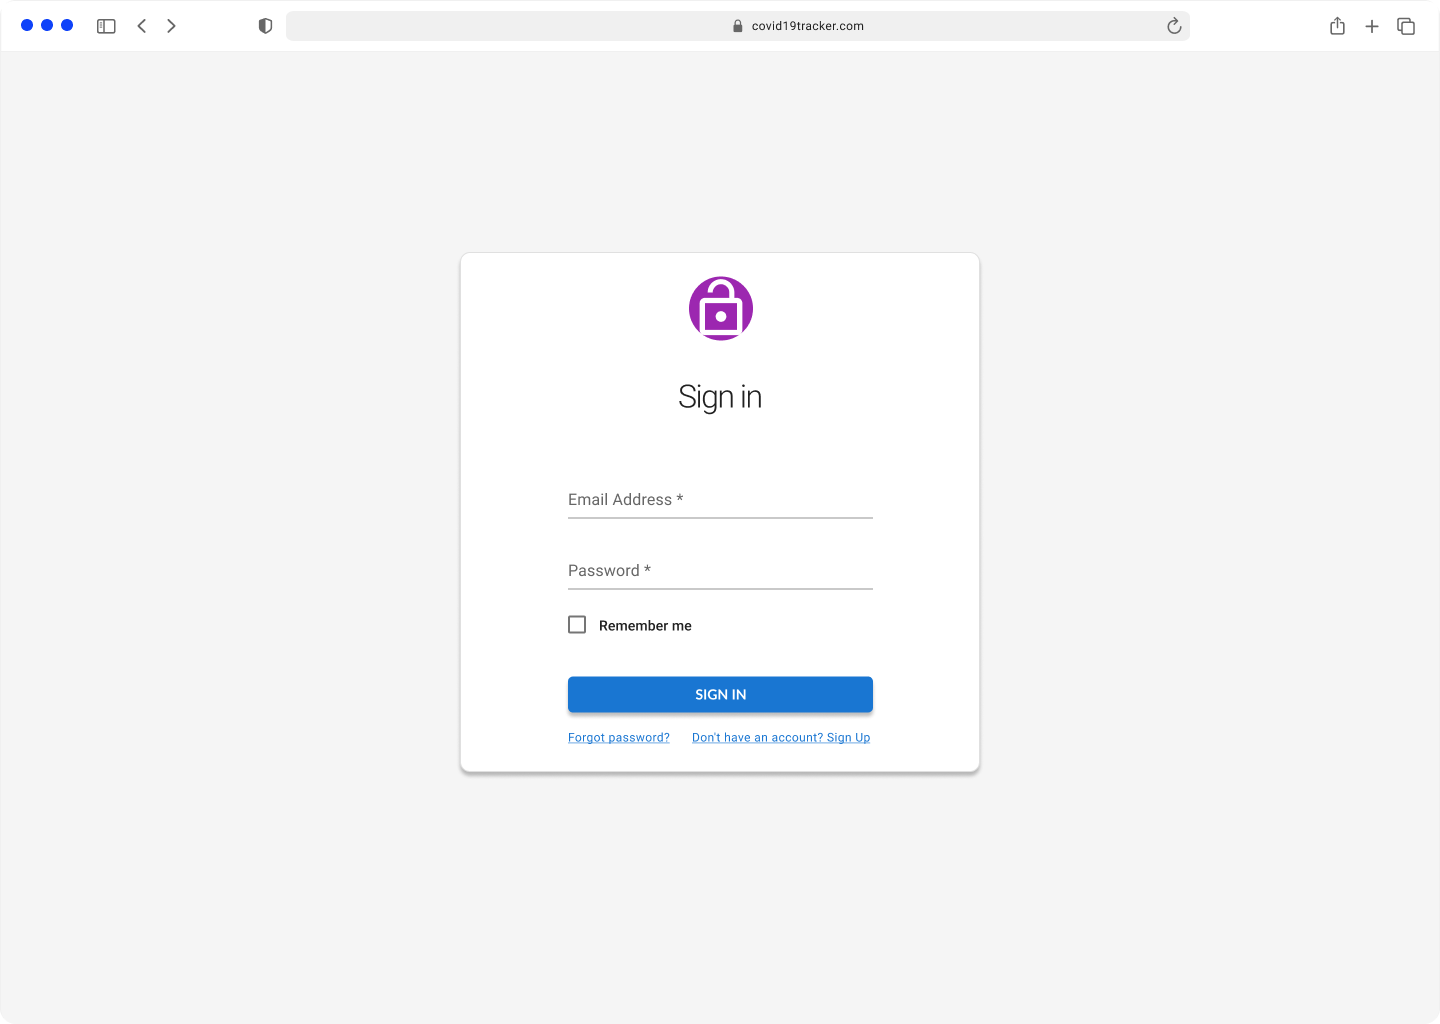 covid19tracker.com
Sign in
Email Address *
Password *
Remember me
SIGN IN
Forgot password? Don't have an account? Sign Up